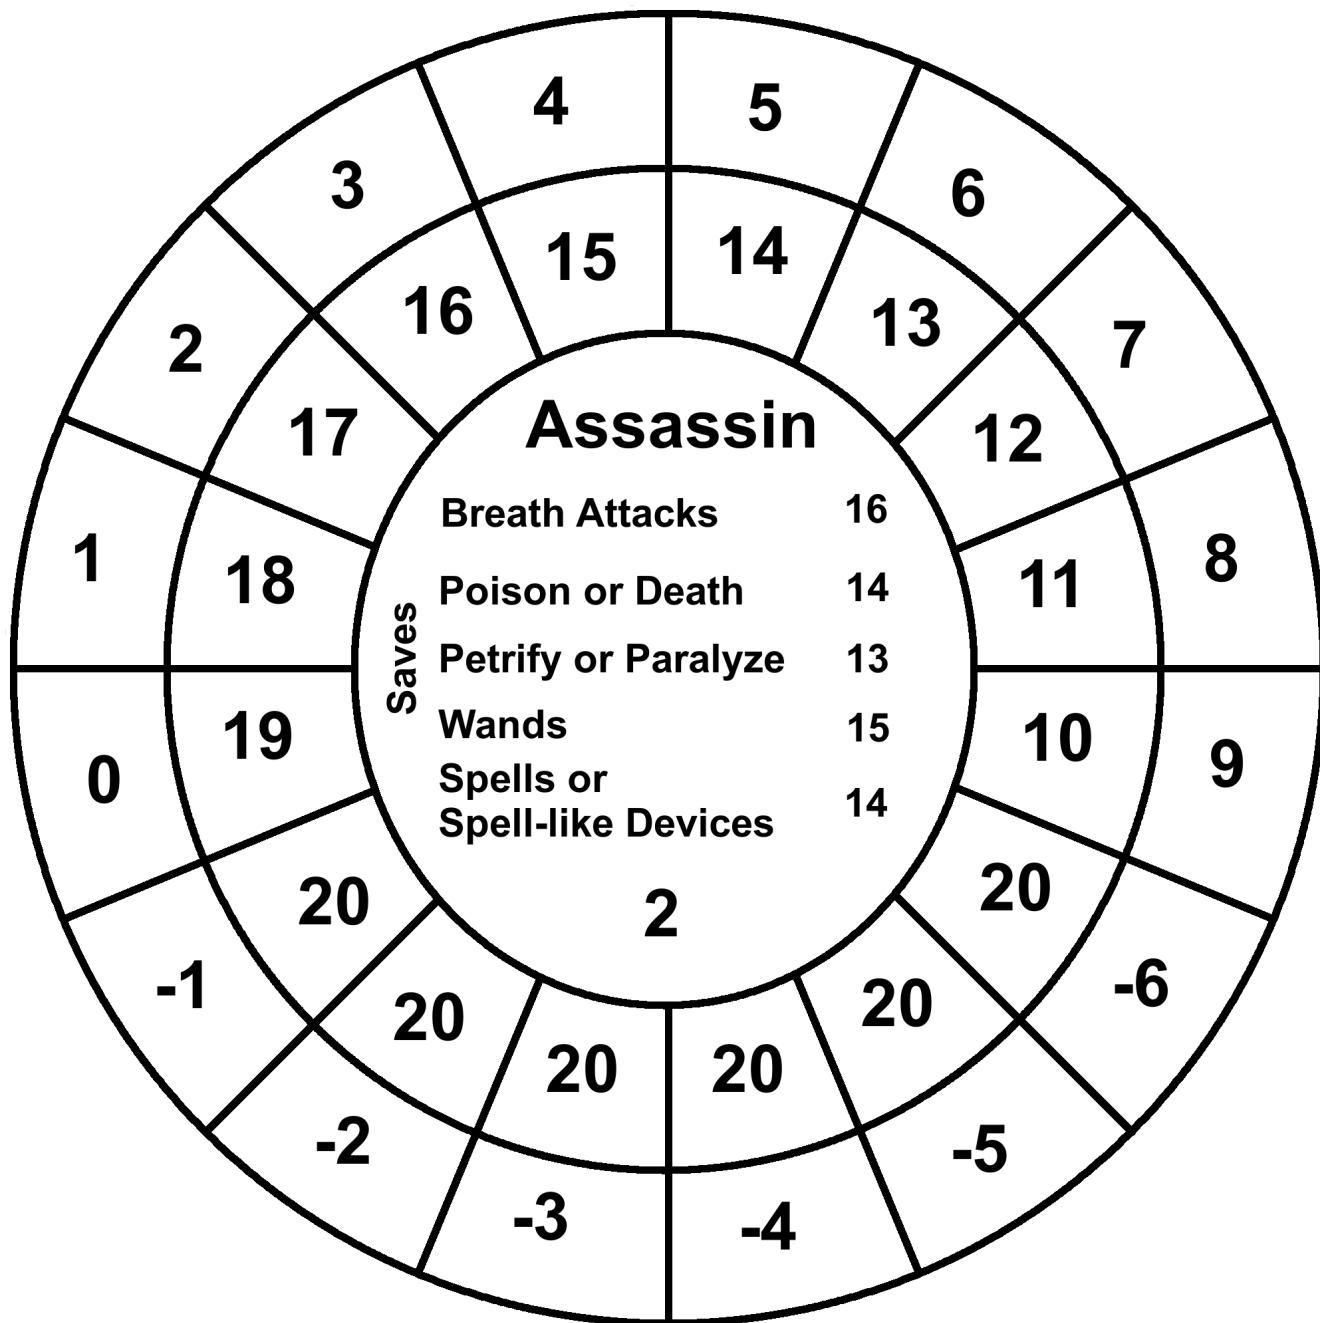 4 5
3 6
15 14
16 13
2 7
17 12
Assassin
Breath Attacks 16
1 8
18 11
Poison or Death 14
Saves
Petrify or Paralyze 13
Wands 15
19 10
0 9
Spells or
Spell-like Devices 14
20 20
2
-1 -6
20 20
20 20
-2 -5
-3 -4